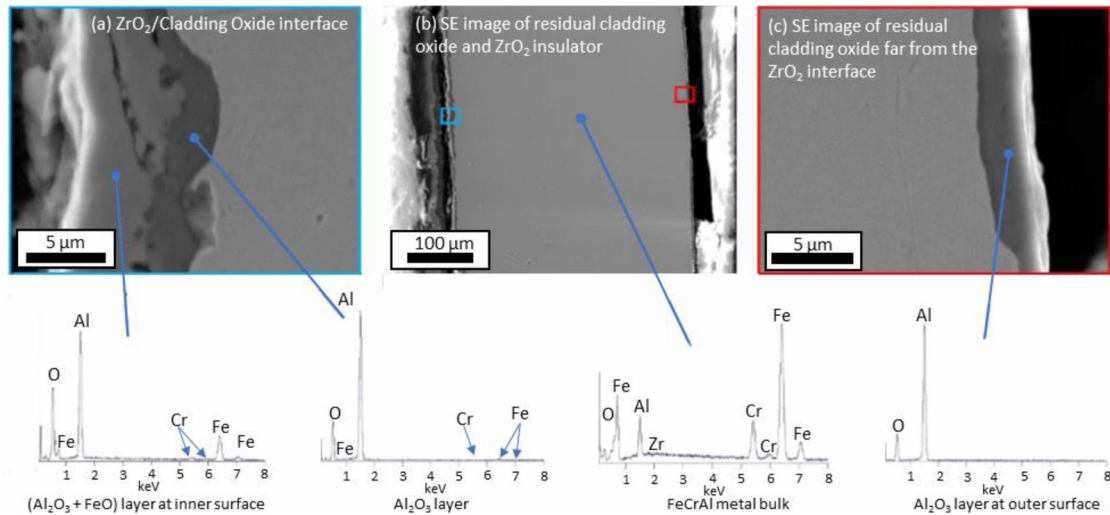 (a) ZrO2/Cladding Oxide interface
5 µm
(b) SE image of residual cladding
oxide and ZrO2 insulator
100 µm
(c) SE image of residual
cladding oxide far from the
ZrO2 interface
5 µm
O
Fe
Al
Cr
Fe
Fe
1 2 3 4 5 6 7 8
keV
(Al2O3 + FeO) layer at inner surface
Al
O
Fe
Cr
Fe
1 2 3 4 5 6 7 8
keV
Al2O3 layer
O
Fe
Al
Zr
Cr
Cr
Fe
Fe
1 2 3 4 5 6 7 8
keV
FeCrAl metal bulk
Al
O
1 2 3 4 5 6 7 8
keV
Al2O3 layer at outer surface